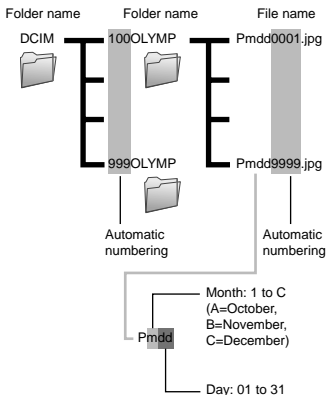 Folder name
Folder name
File name
DCIM
100OLYMP
Pmdd0001.jpg
999OLYMP
Pmdd9999.jpg
Automatic
numbering
Automatic
numbering
Month: 1 to C
(A=October,
B=November,
C=December)
Pmdd
Day: 01 to 31